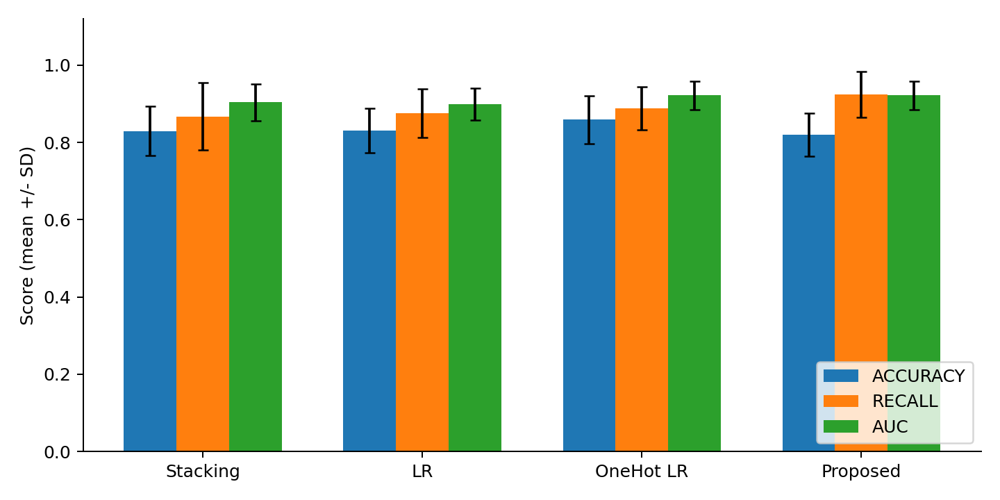 Score (mean +/- SD)
1.0
0.8
0.6
0.4
0.2
0.0
Stacking
LR
OneHot LR
Proposed
ACCURACY
RECALL
AUC